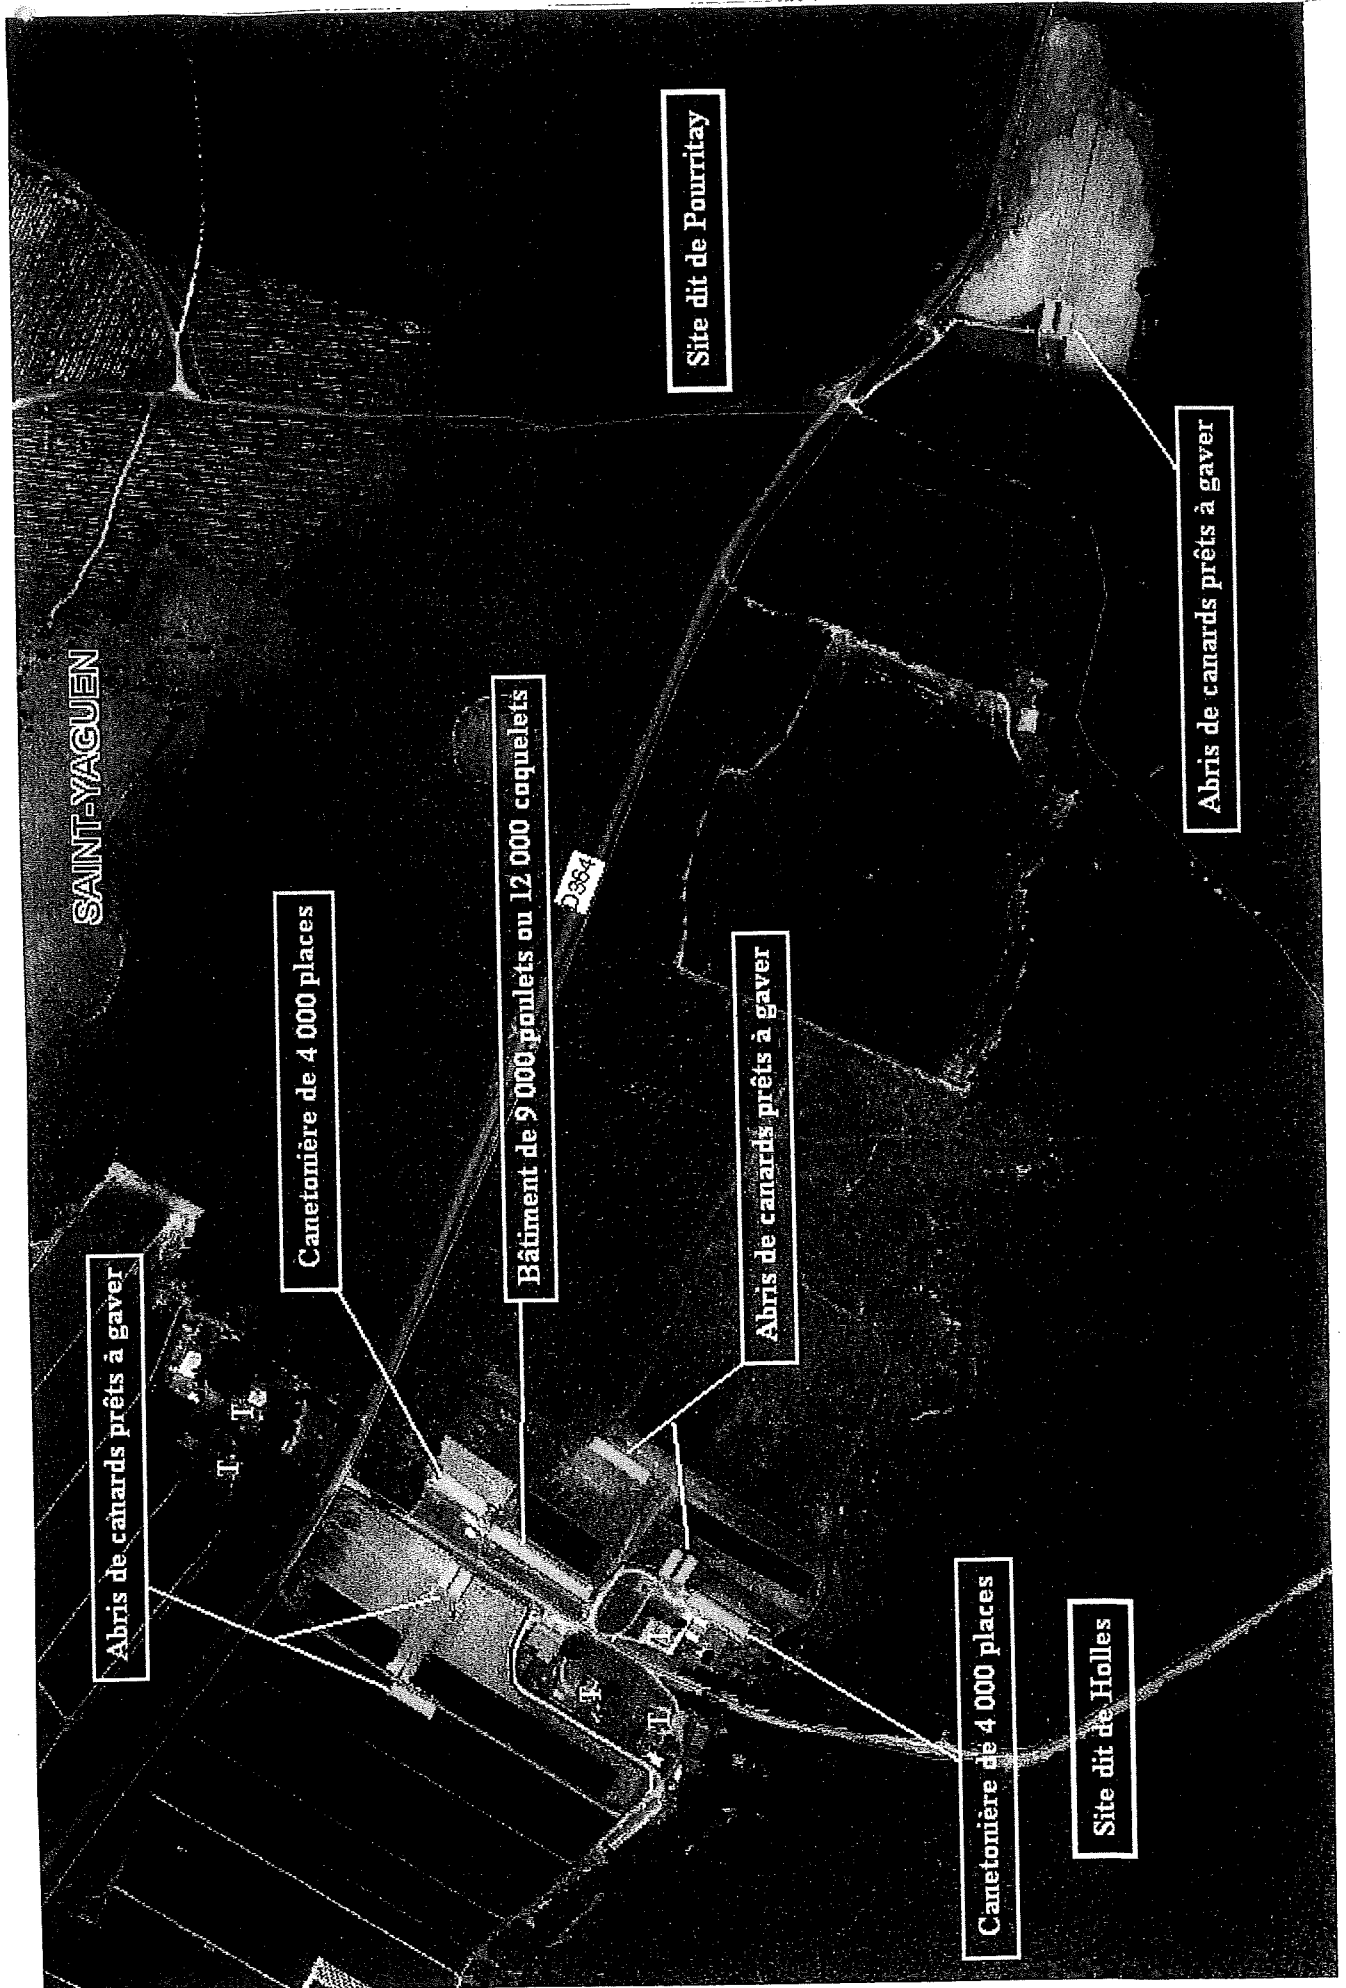 SAINT-YAGUEN
Abris de canards prêts à gaver
Canetonière de 4 000 places
Bâtiment de 9 000 poulets ou 12 000 coquelets
D364
Site dit de Pourritay
Abris de canards prêts à gaver
Abris de canards prêts à gaver
Canetonière de 4 000 places
Site dit de Holles
T
T
T
T
A